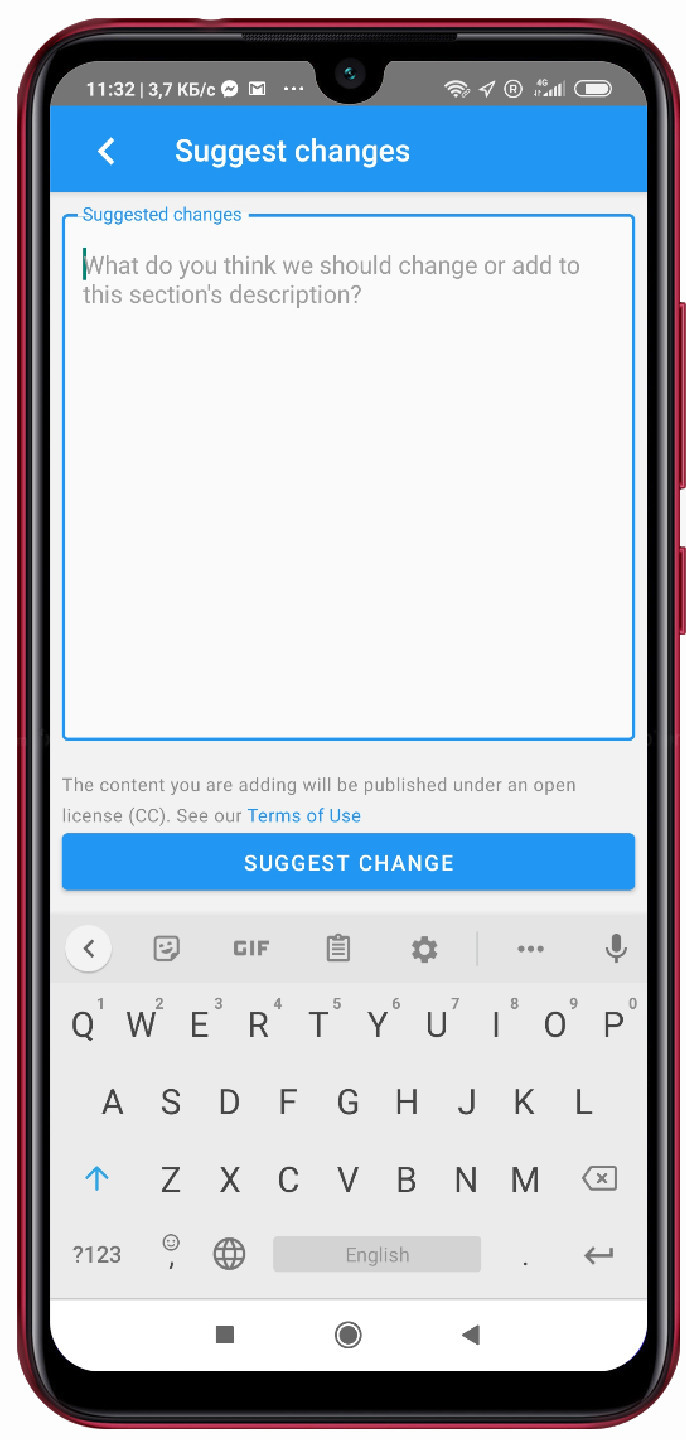 11:32 | 3,7 КБ/с
R 4G
Suggest changes
Suggested changes
What do you think we should change or add to
this section's description?
The content you are adding will be published under an open
license (CC). See our Terms of Use
SUGGEST CHANGE
GIF
1 2 3 4 5 6 7 8 9 0
Q W E R T Y U I O P
A S D F G H J K L
Z X C V B N M
?123 , English .